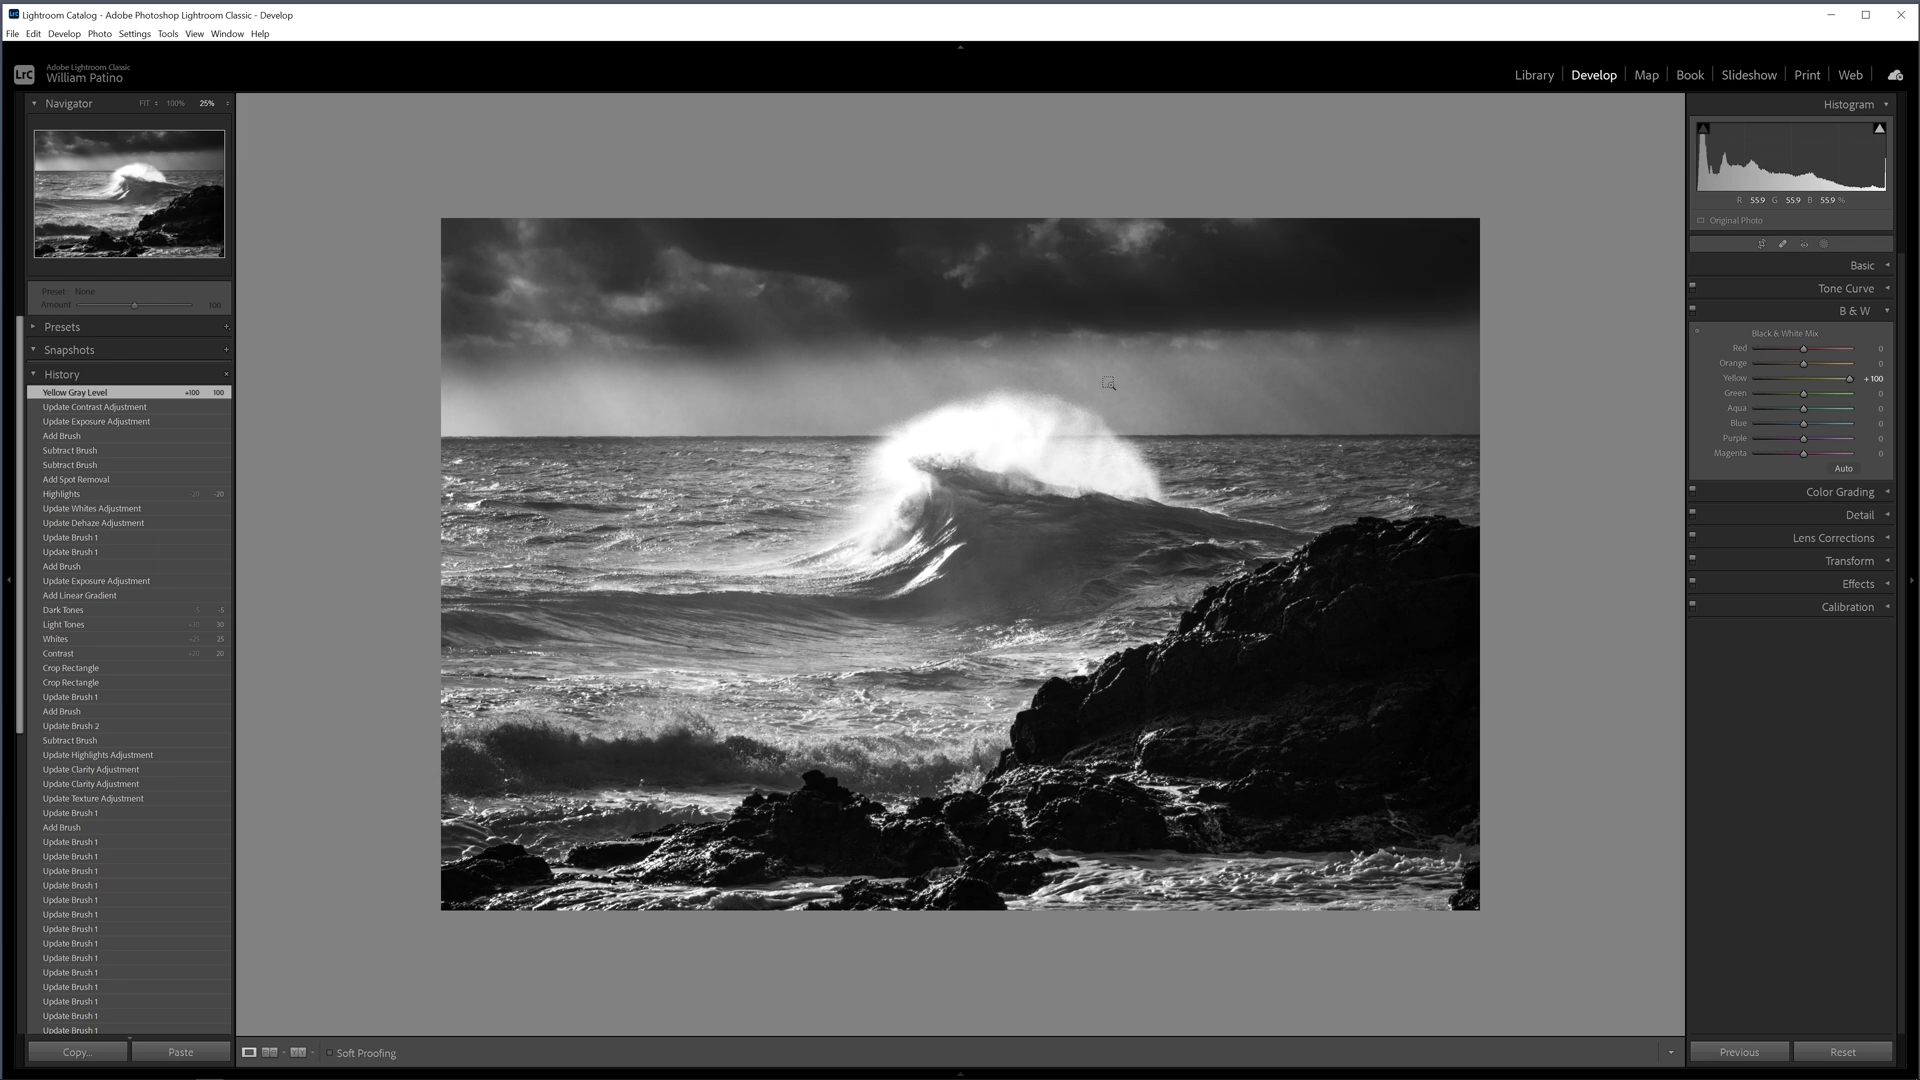 Lightroom Catalog - Adobe Photoshop Lightroom Classic - Develop
File Edit Develop Photo Settings Tools View Window Help
LrC
Adobe Lightroom Classic
William Patino
Library Develop Map Book Slideshow Print Web
Navigator FIT 100% 25%
Preset: None
Amount 100
Presets
Snapshots
History
Yellow Gray Level +100 100
Update Contrast Adjustment
Update Exposure Adjustment
Add Brush
Subtract Brush
Subtract Brush
Add Spot Removal
Highlights 20 -20
Update Whites Adjustment
Update Dehaze Adjustment
Update Brush 1
Update Brush 1
Add Brush
Update Exposure Adjustment
Add Linear Gradient
Dark Tones -5 -5
Light Tones +30 30
Whites +25 25
Contrast +20 20
Crop Rectangle
Crop Rectangle
Update Brush 1
Add Brush
Update Brush 2
Subtract Brush
Update Highlights Adjustment
Update Clarity Adjustment
Update Clarity Adjustment
Update Texture Adjustment
Update Brush 1
Add Brush
Update Brush 1
Update Brush 1
Update Brush 1
Update Brush 1
Update Brush 1
Update Brush 1
Update Brush 1
Update Brush 1
Update Brush 1
Update Brush 1
Update Brush 1
Update Brush 1
Update Brush 1
Update Brush 1
Copy... Paste
Soft Proofing
Histogram
R 55.9 G 55.9 B 55.9 %
Original Photo
Basic
Tone Curve
B & W
Black & White Mix
Red 0
Orange 0
Yellow +100
Green 0
Aqua 0
Blue 0
Purple 0
Magenta 0
Auto
Color Grading
Detail
Lens Corrections
Transform
Effects
Calibration
Previous Reset